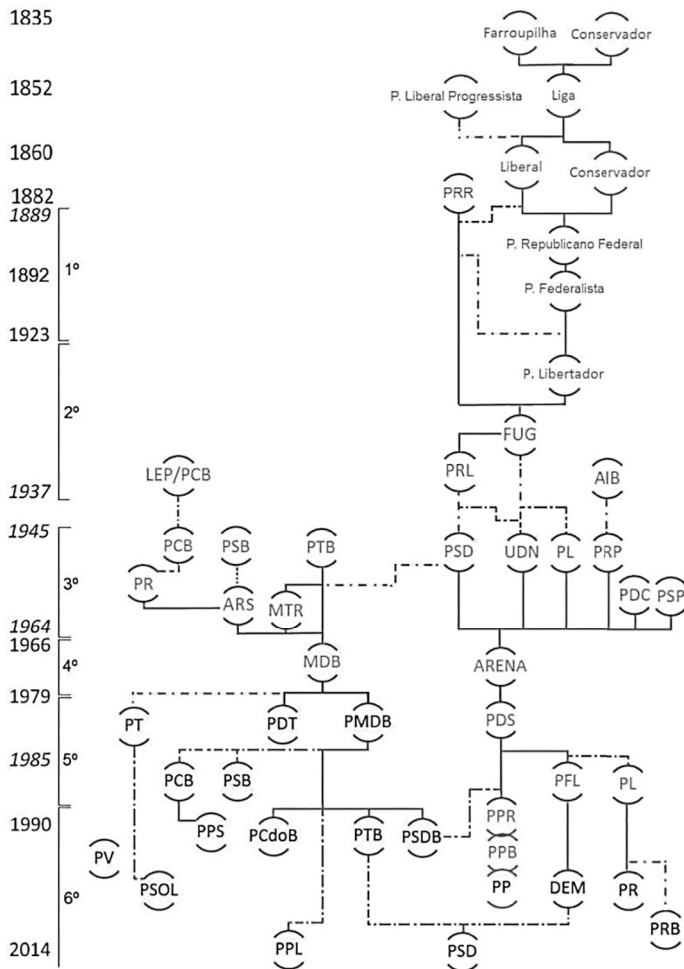 1835
Farroupilha Conservador
1852
P. Liberal Progressista Liga
1860
Liberal Conservador
1882
PRR
1889
P. Republicano Federal
1º
1892
P. Federalista
1923
P. Libertador
2º
FUG
LEP/PCB PRL AIB
1937
1945
PCB PSB PTB PSD UDN PL PRP
PR 3º PDC PSP
ARS MTR
1964
1966
4º MDB ARENA
1979
PT PDT PMDB PDS
1985 5º
PCB PSB PFL PL
1990
PPS PCdoB PTB PSDB PPR
PV PPB
PSOL PP DEM PR
6º
PRB
2014 PPL PSD